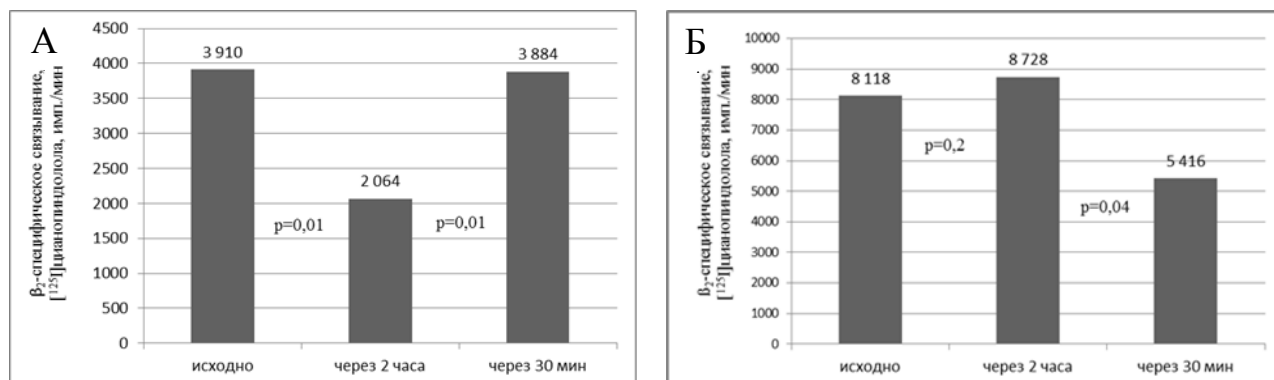 А
β₂-специфическое связывание,
[¹²⁵I]цианопиндолола, имп./мин
4500
4000
3500
3000
2500
2000
1500
1000
500
0
3 910
2 064
3 884
p=0,01
p=0,01
исходно
через 2 часа
через 30 мин
Б
β₂-специфическое связывание,
[¹²⁵I]цианопиндолола, имп./мин
10000
9000
8000
7000
6000
5000
4000
3000
2000
1000
0
8 118
8 728
5 416
p=0,2
p=0,04
исходно
через 2 часа
через 30 мин